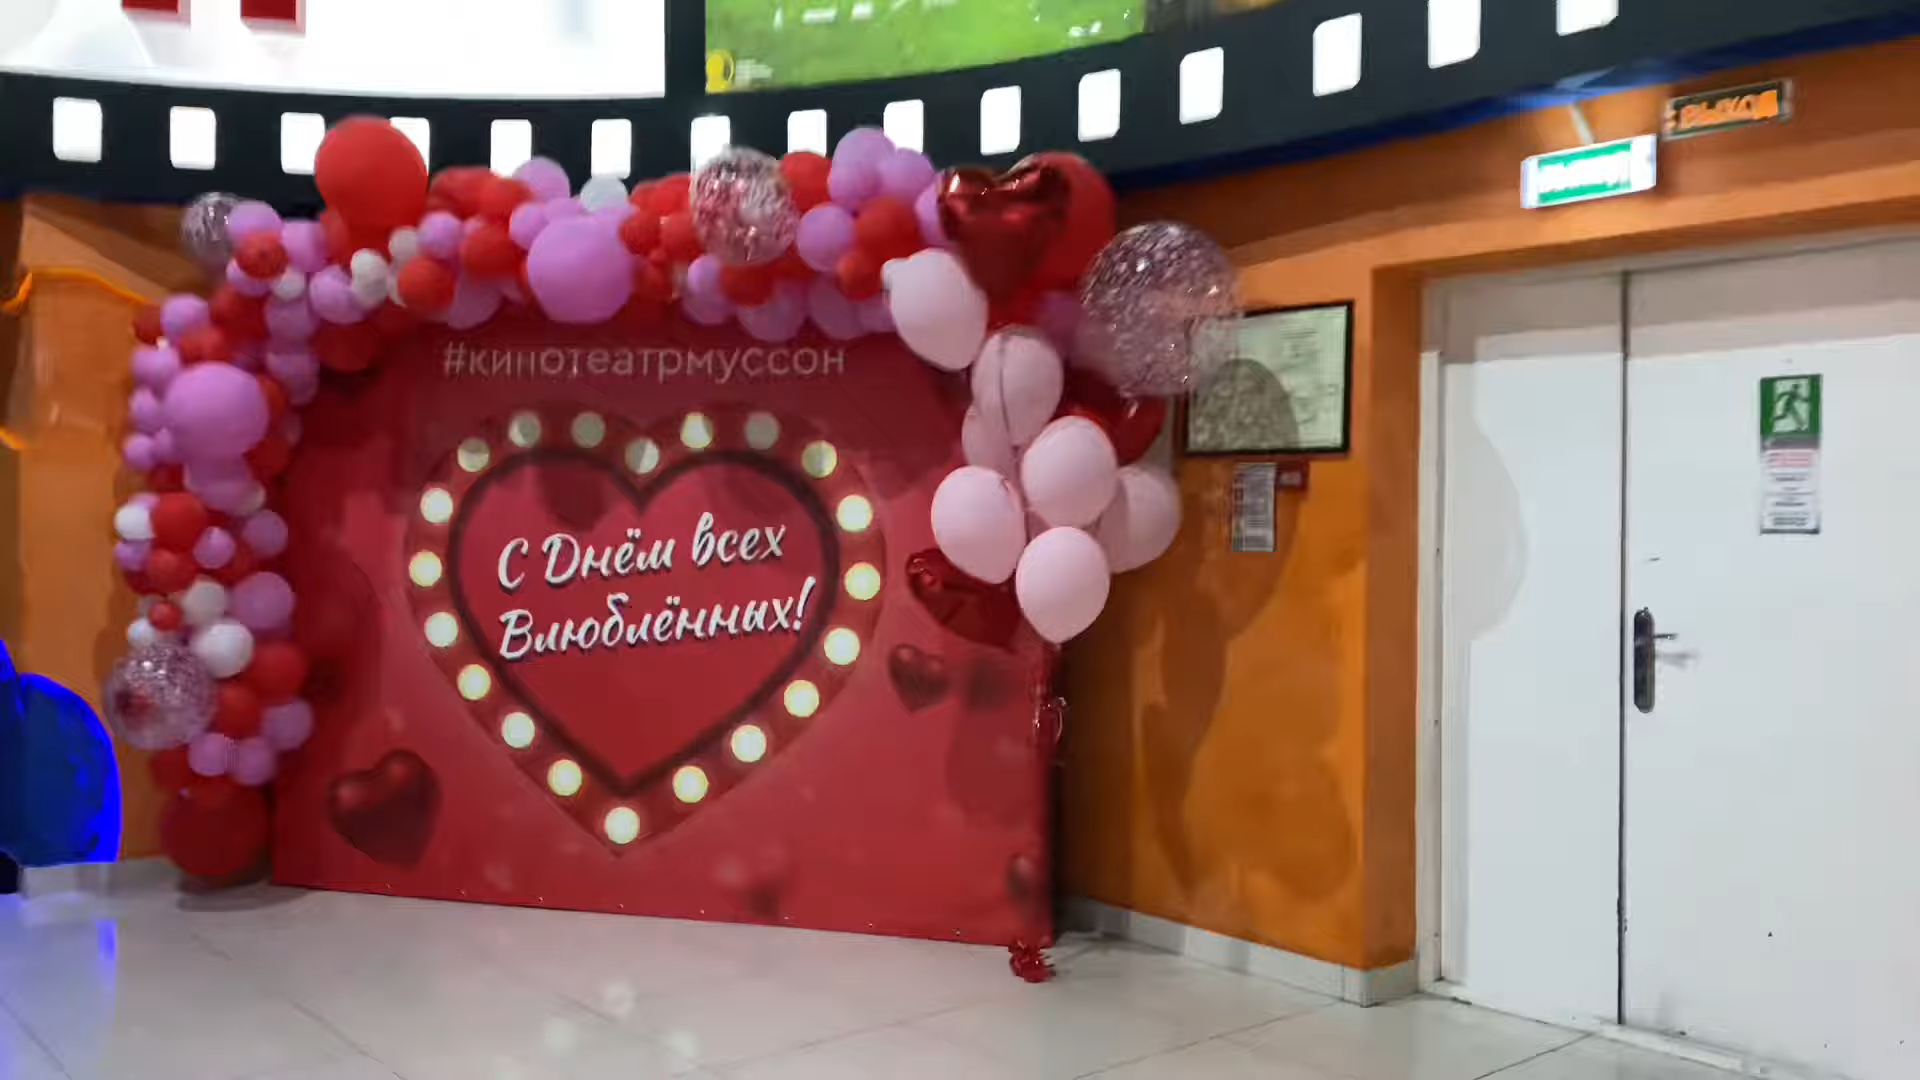 ВЫХОД
#кинотеатрмуссон
С Днём всех
Влюблённых!